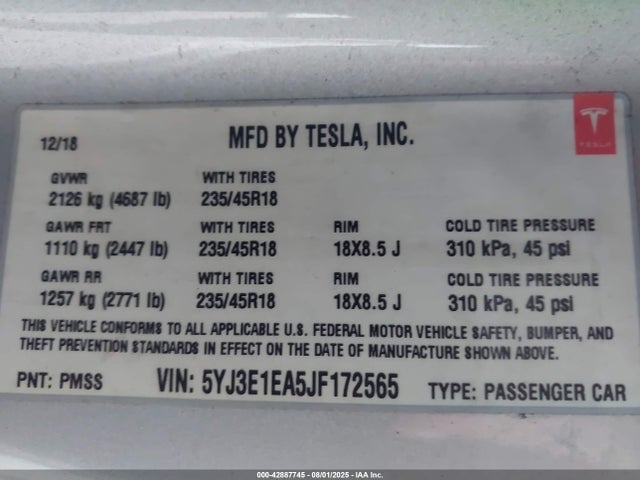 12/18 MFD BY TESLA, INC. TESLA
GVWR WITH TIRES
2126 kg (4687 lb) 235/45R18
GAWR FRT WITH TIRES RIM COLD TIRE PRESSURE
1110 kg (2447 lb) 235/45R18 18X8.5 J 310 kPa, 45 psi
GAWR RR WITH TIRES RIM COLD TIRE PRESSURE
1257 kg (2771 lb) 235/45R18 18X8.5 J 310 kPa, 45 psi
THIS VEHICLE CONFORMS TO ALL APPLICABLE U.S. FEDERAL MOTOR VEHICLE SAFETY, BUMPER, AND
THEFT PREVENTION STANDARDS IN EFFECT ON THE DATE OF MANUFACTURE SHOWN ABOVE.
PNT: PMSS VIN: 5YJ3E1EA5JF172565 TYPE: PASSENGER CAR
000-42887745 - 08/01/2025 - IAA Inc.